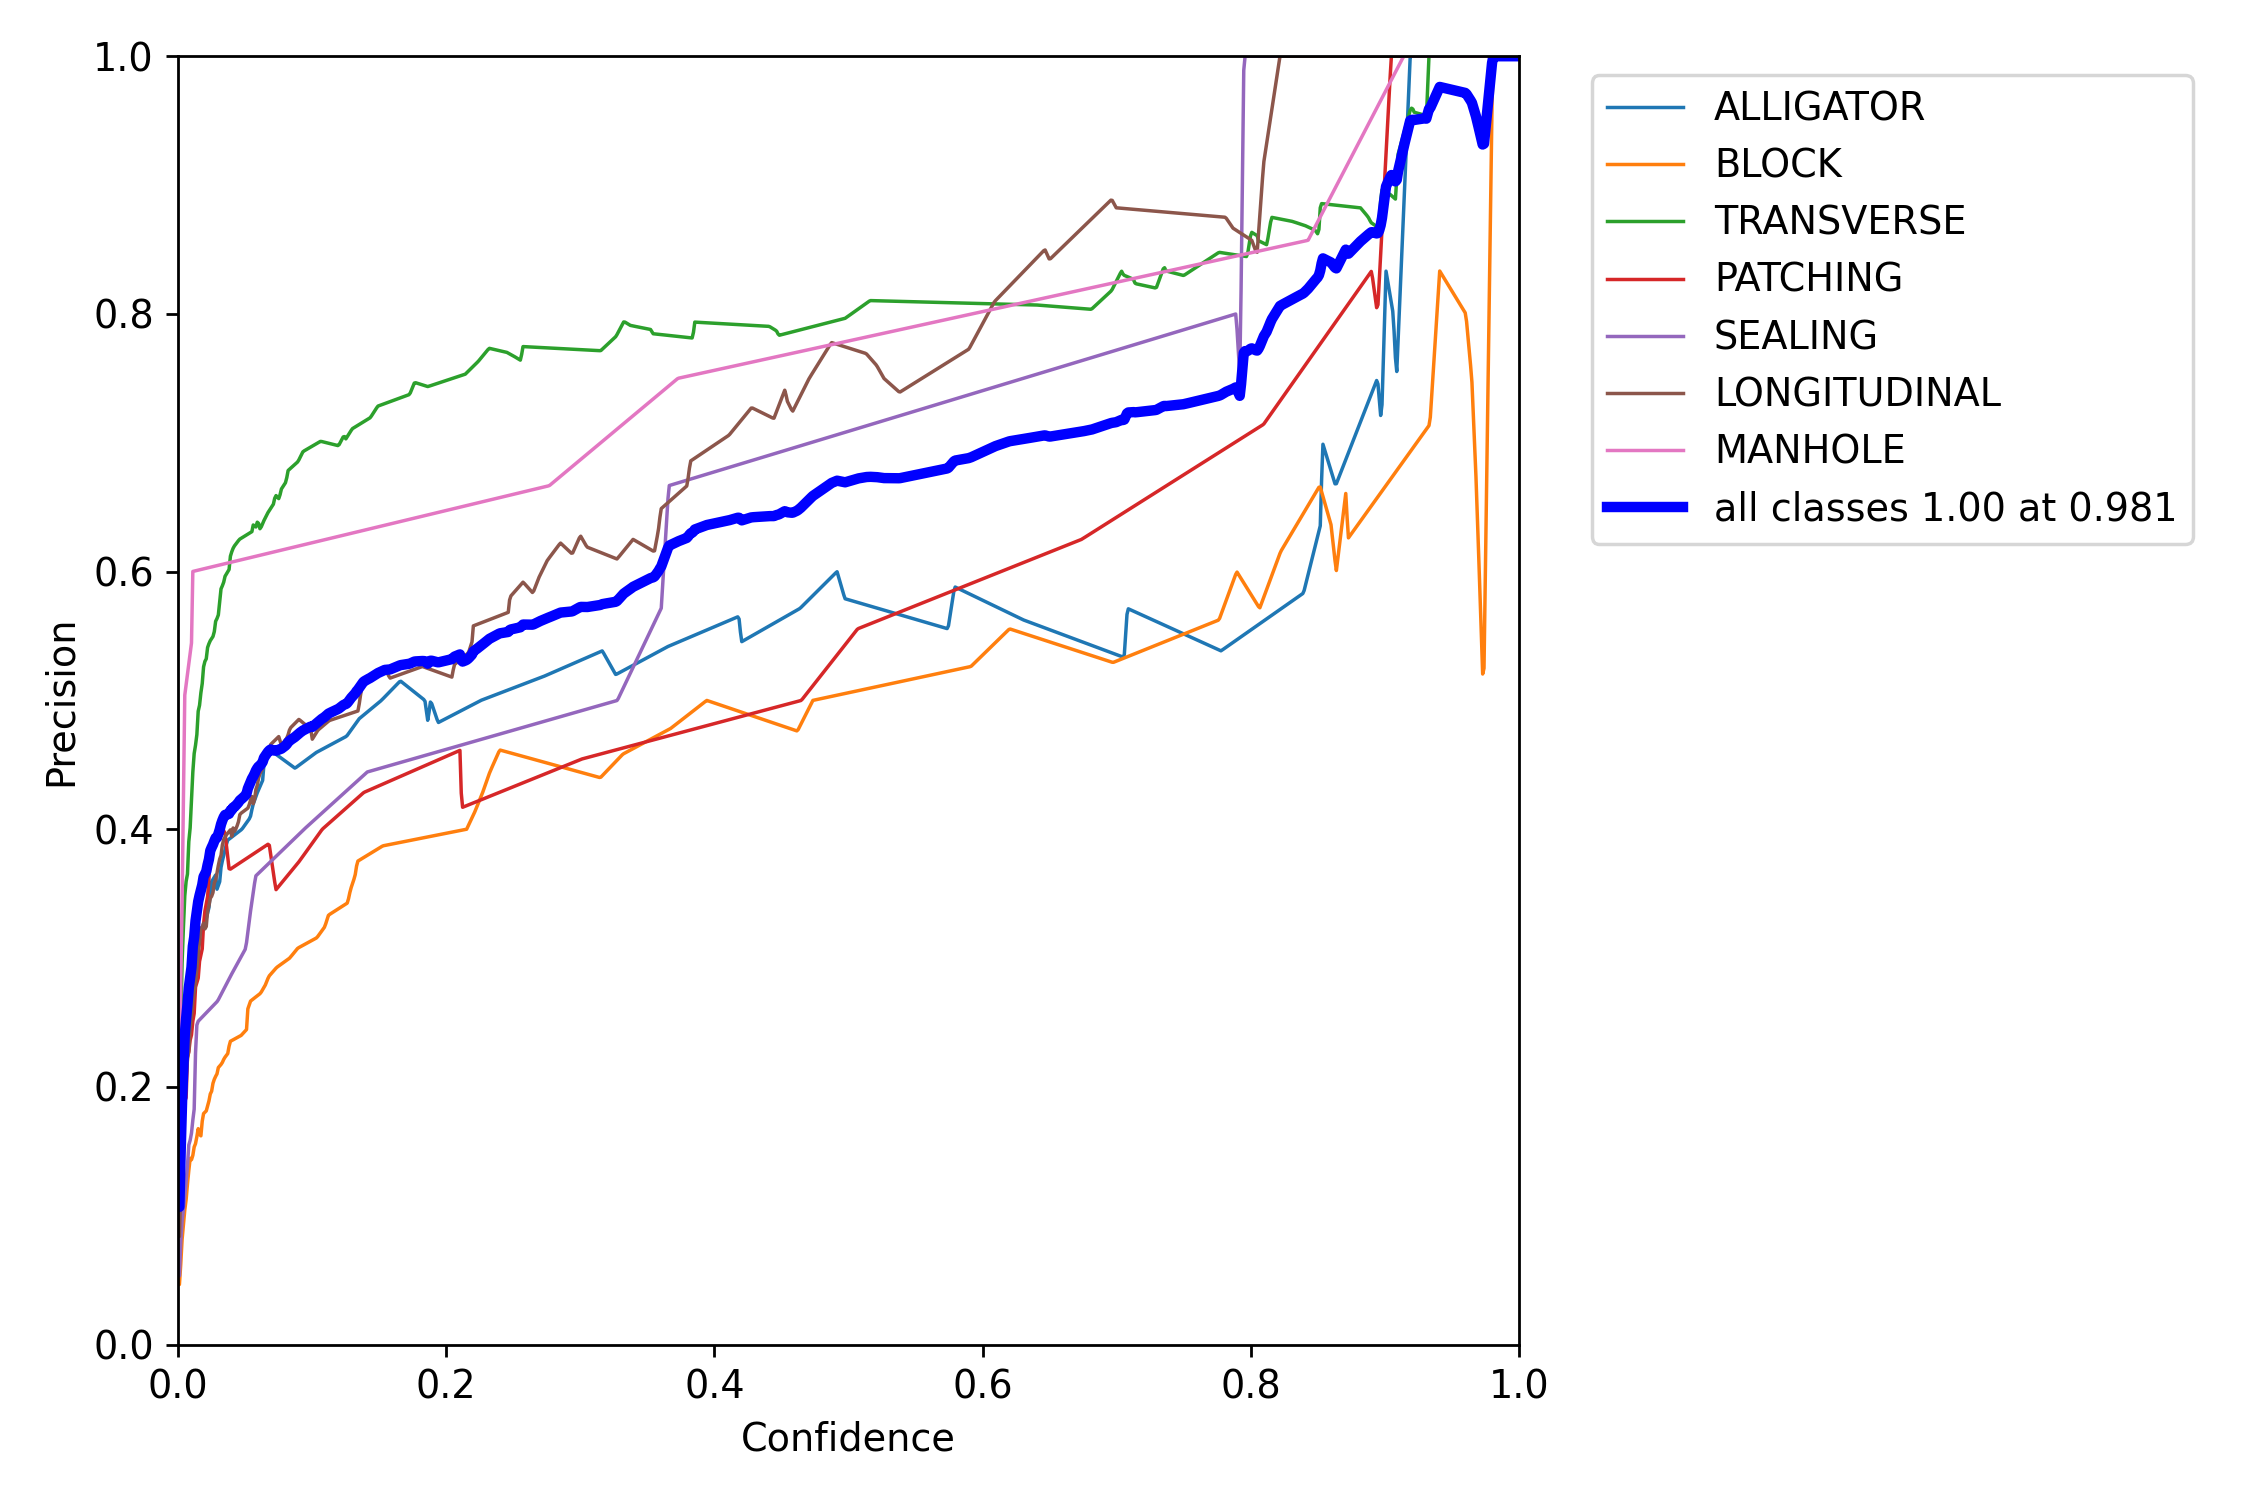 1.0
0.8
0.6
0.4
0.2
0.0
Precision
0.0 0.2 0.4 0.6 0.8 1.0
Confidence
ALLIGATOR
BLOCK
TRANSVERSE
PATCHING
SEALING
LONGITUDINAL
MANHOLE
all classes 1.00 at 0.981